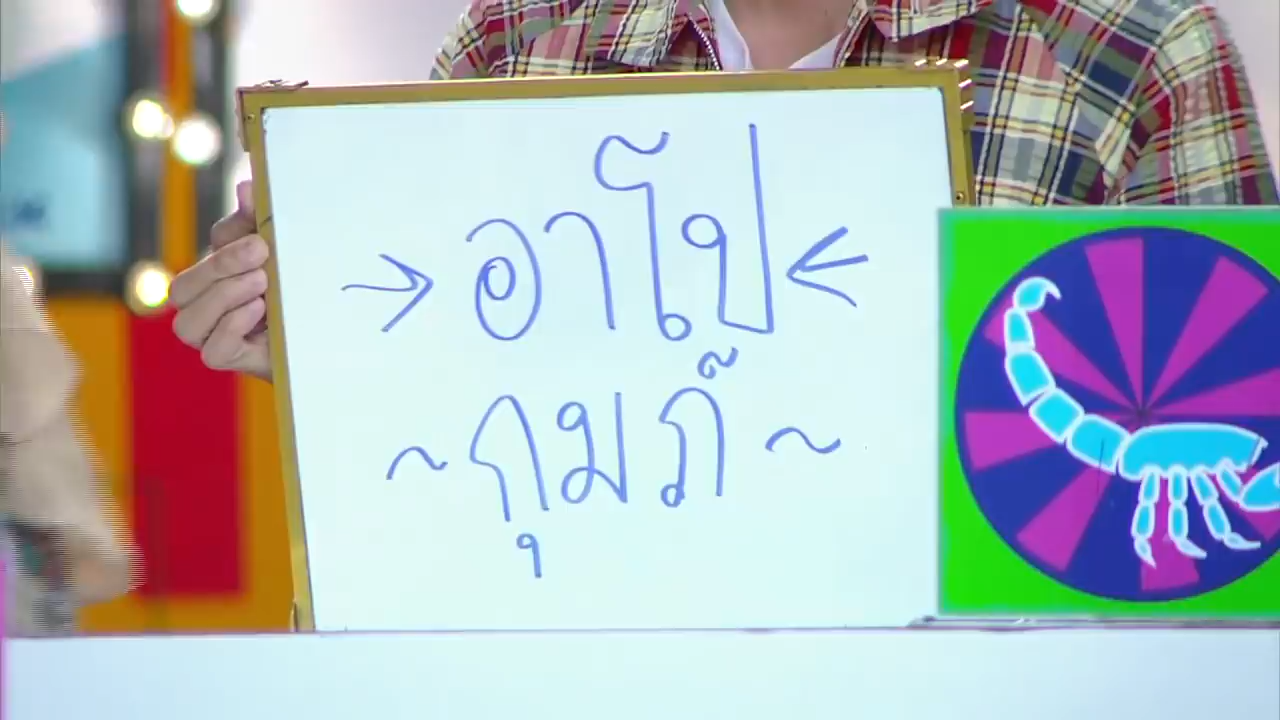 → อาโป ←
~ กุมภ์ ~